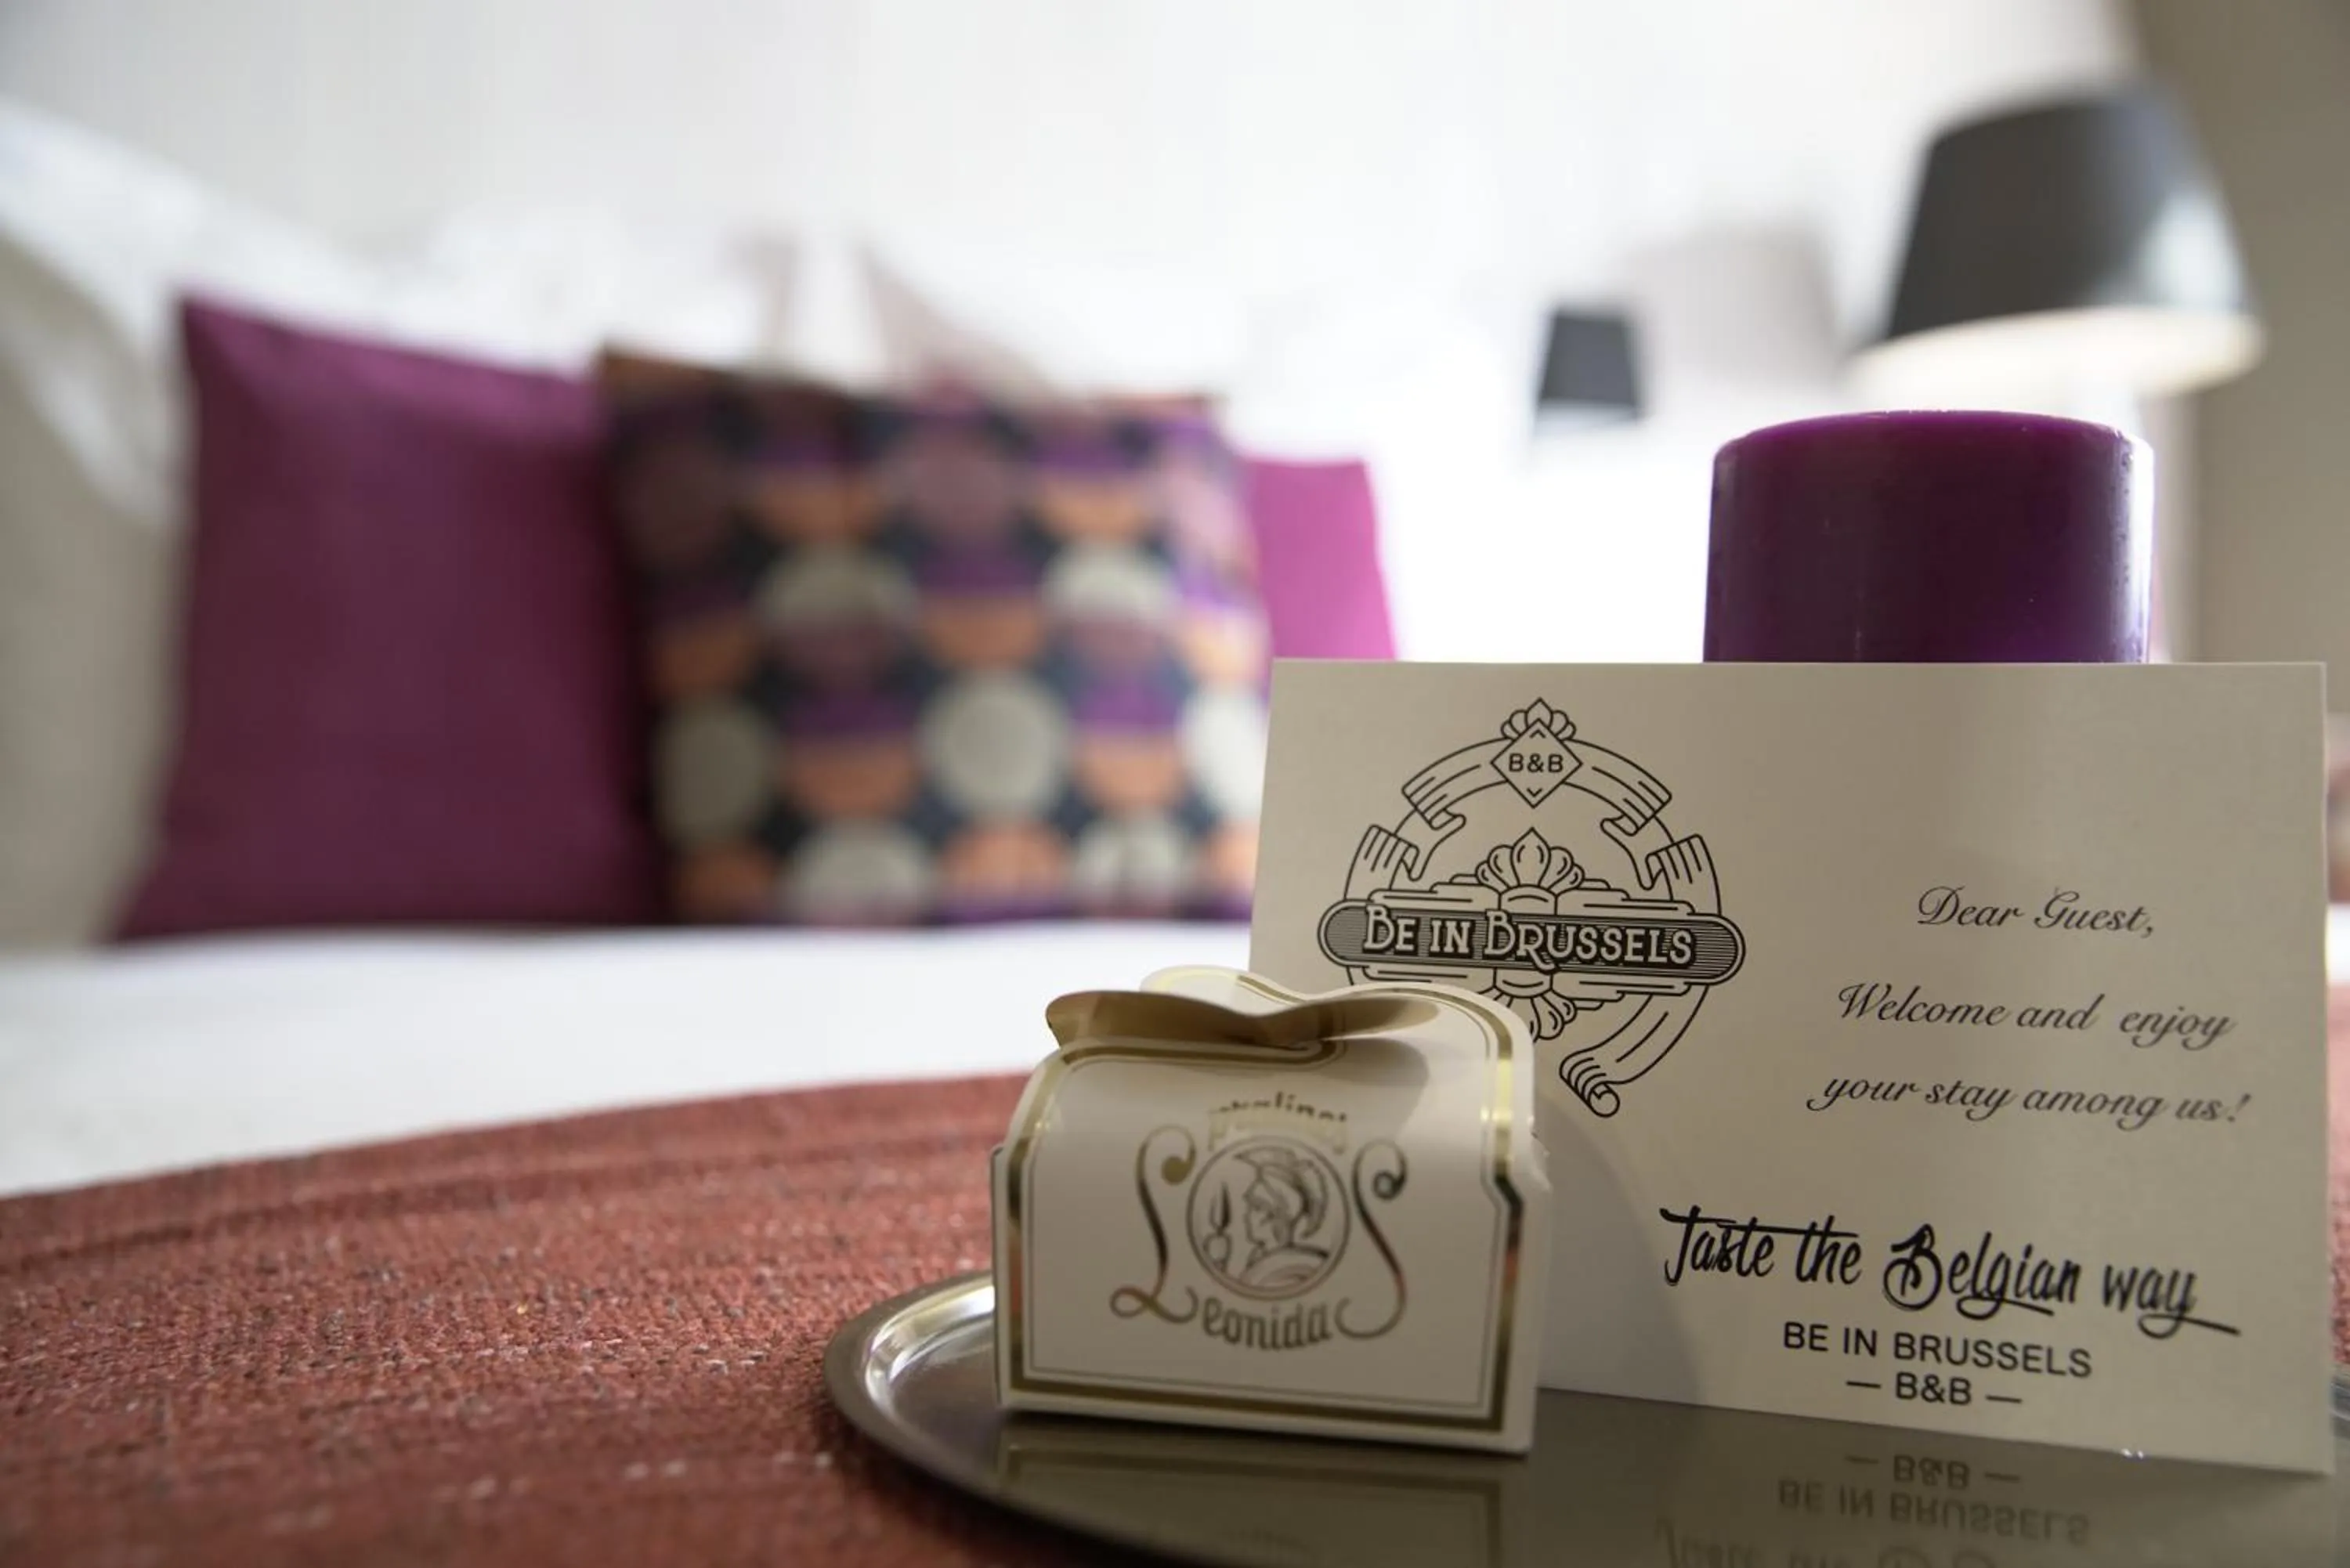 B&B
BE IN BRUSSELS
Dear Guest,
Welcome and enjoy
your stay among us!
Taste the Belgian way
BE IN BRUSSELS
— B&B —
pralines
Leonidas